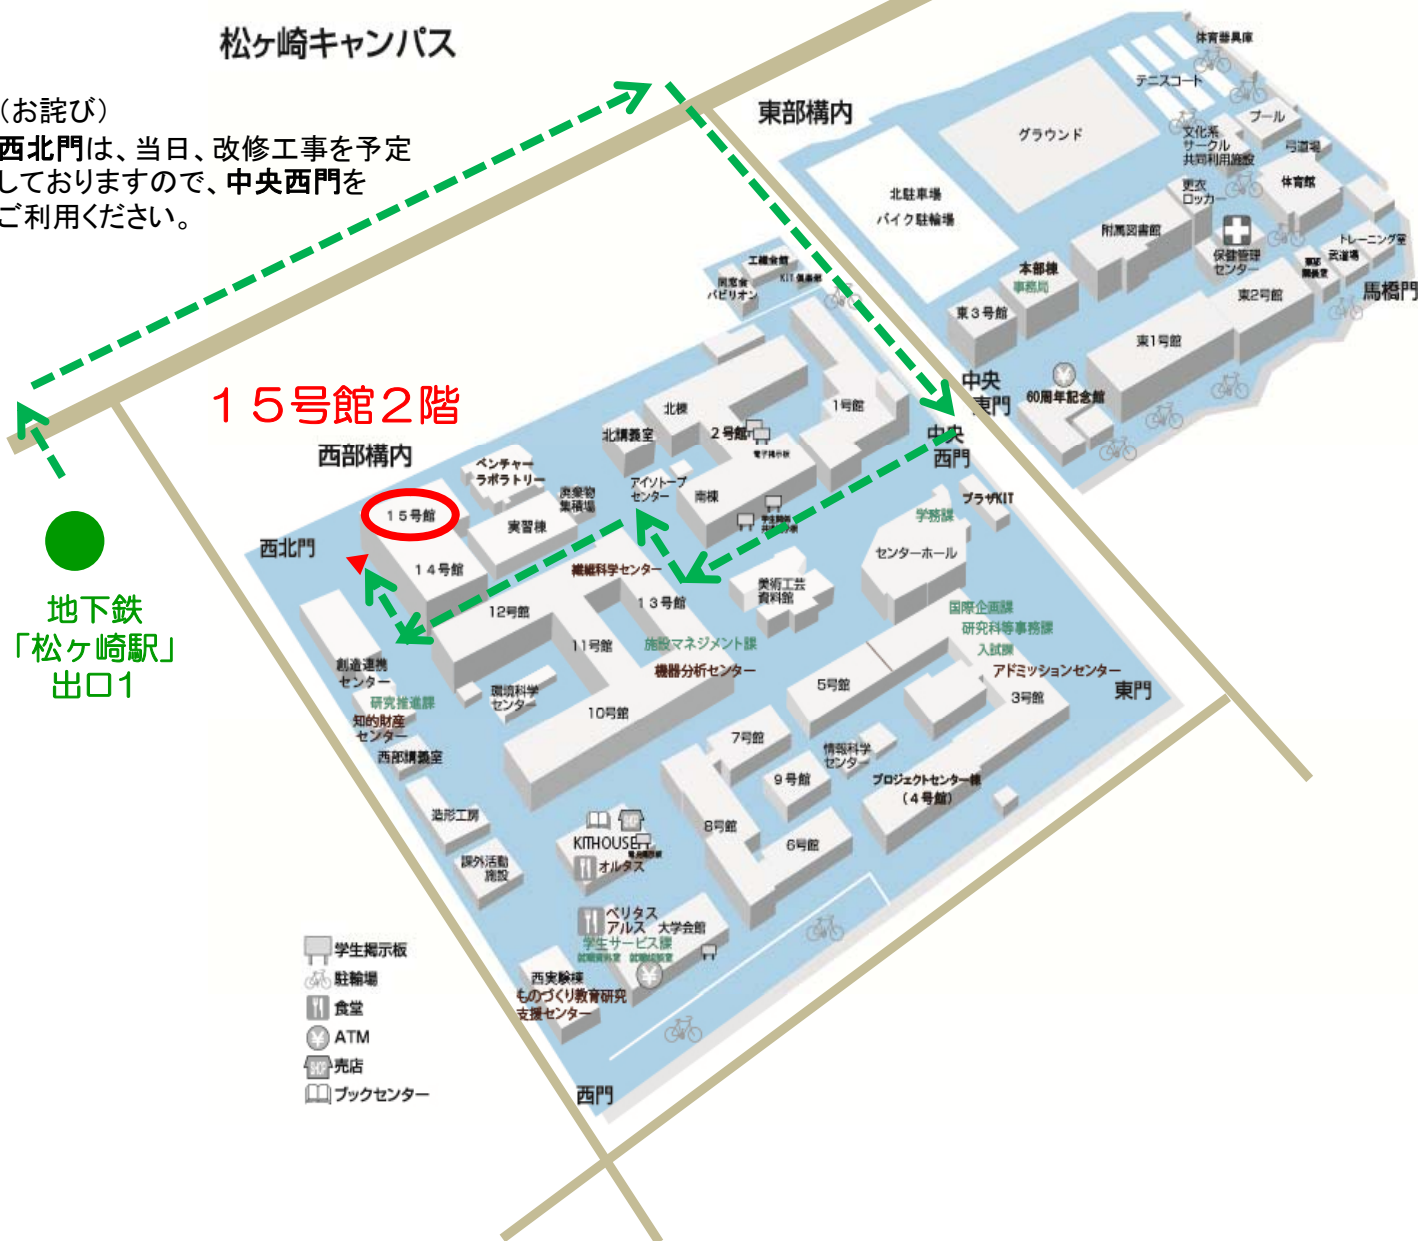 松ヶ崎キャンパス
（お詫び）
西北門は、当日、改修工事を予定
しておりますので、中央西門を
ご利用ください。
１５号館２階
地下鉄
「松ヶ崎駅」
出口1
東部構内
体育器具庫
テニスコート
プール
グラウンド
文化系
サークル
共同利用施設
弓道場
北駐車場
バイク駐輪場
更衣
ロッカー
体育館
附属図書館
保健管理
センター
トレーニング室
武道場
馬橋門
本部棟
事務局
東３号館
東2号館
東1号館
60周年記念館
中央
東門
中央
西門
工繊会館
KIT倶楽部
同窓会
パビリオン
西部構内
1号館
北棟
２号館
電子掲示板
北講義室
南棟
アイソトープ
センター
ベンチャー
ラボラトリー
廃棄物
集積場
実習棟
１５号館
１４号館
西北門
プラザKIT
学務課
センターホール
美術工芸
資料館
繊維科学センター
１３号館
12号館
11号館
施設マネジメント課
機器分析センター
10号館
環境科学
センター
創造連携
センター
研究推進課
知的財産
センター
西部講義室
国際企画課
研究科等事務課
入試課
アドミッションセンター
東門
3号館
5号館
7号館
情報科学
センター
９号館
プロジェクトセンター棟
（４号館）
8号館
6号館
造形工房
課外活動
施設
KITHOUSE
オルタス
ベリタス
アルス 大学会館
学生サービス課
就職資料室 就職相談室
西実験棟
ものづくり教育研究
支援センター
西門
学生掲示板
駐輪場
食堂
ATM
売店
ブックセンター